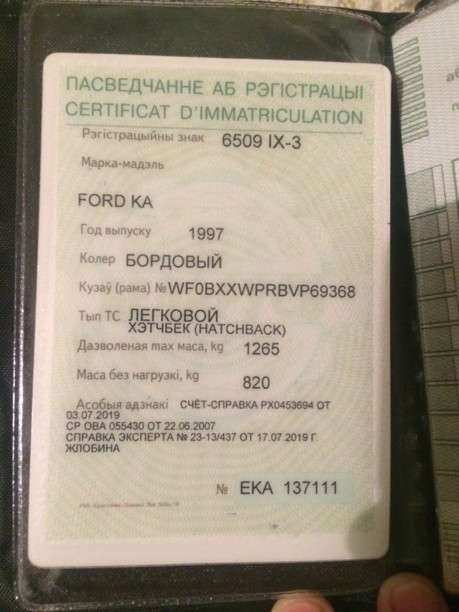 ПАСВЕДЧАННЕ АБ РЭГІСТРАЦЫІ
CERTIFICAT D'IMMATRICULATION
Рэгістрацыйны знак 6509 IX-3
Марка-мадэль
FORD KA
Год выпуску 1997
Колер БОРДОВЫЙ
Кузаў (рама) № WF0BXXWPRBVP69368
Тып ТС ЛЕГКОВОЙ
ХЭТЧБЕК (HATCHBACK)
Дазволеная max маса, kg 1265
Маса без нагрузкі, kg 820
Асобыя адзнакі СЧЁТ-СПРАВКА РХ0453694 ОТ
03.07.2019
СР ОВА 055430 ОТ 22.06.2007
СПРАВКА ЭКСПЕРТА № 23-13/437 ОТ 17.07.2019 Г.
ЖЛОБИНА
№ EKA 137111